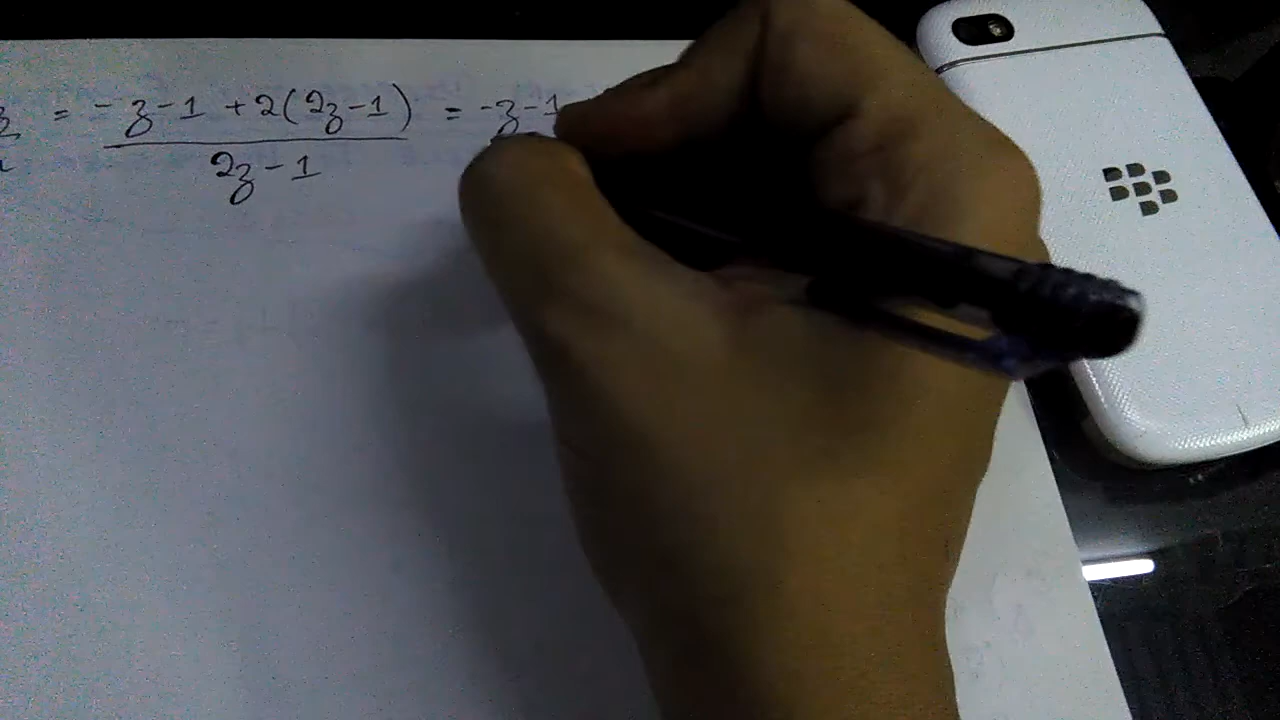 = - z - 1 + 2(2z - 1) = - z - 1
2z - 1